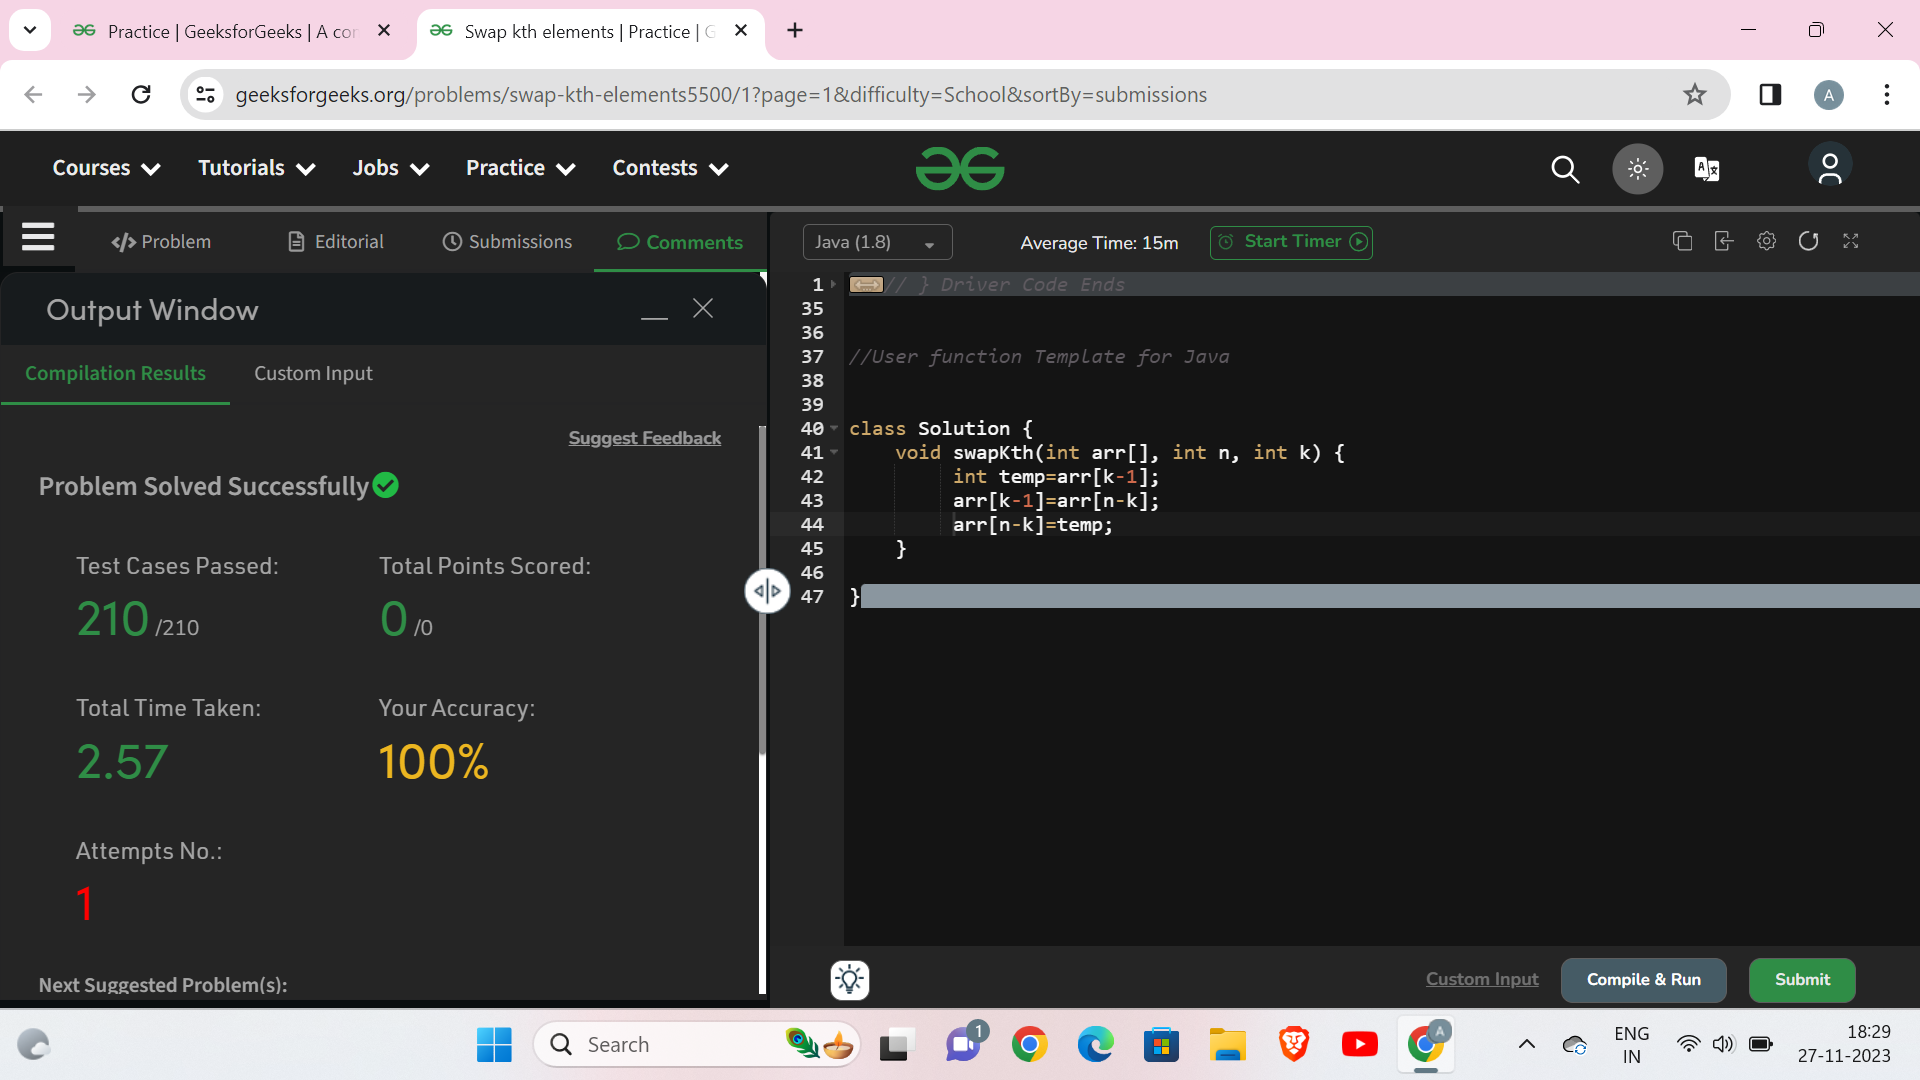 Practice | GeeksforGeeks | A cor
Swap kth elements | Practice | G
geeksforgeeks.org/problems/swap-kth-elements5500/1?page=1&difficulty=School&sortBy=submissions
A
Courses
Tutorials
Jobs
Practice
Contests
Problem
Editorial
Submissions
Comments
Java (1.8)
Average Time: 15m
Start Timer
Output Window
Compilation Results
Custom Input
Suggest Feedback
Problem Solved Successfully
Test Cases Passed:
210 /210
Total Points Scored:
0 /0
Total Time Taken:
2.57
Your Accuracy:
100%
Attempts No.:
1
Next Suggested Problem(s):
1 // } Driver Code Ends
35
36
37 //User function Template for Java
38
39
40 class Solution {
41 void swapKth(int arr[], int n, int k) {
42 int temp=arr[k-1];
43 arr[k-1]=arr[n-k];
44 arr[n-k]=temp;
45 }
46
47 }
Custom Input
Compile & Run
Submit
Search
1
A
ENG
IN
18:29
27-11-2023